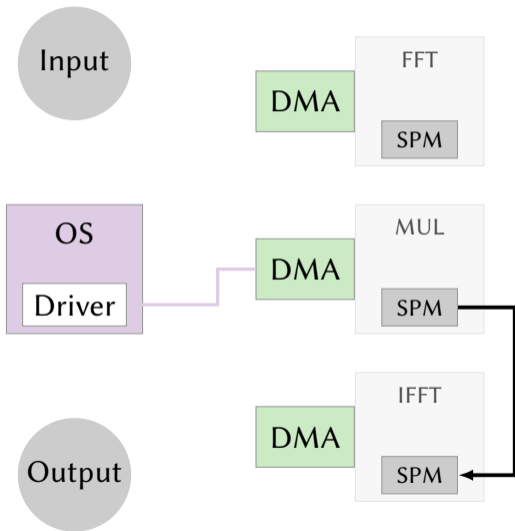 Input
FFT
DMA
SPM
OS
MUL
DMA
Driver
SPM
IFFT
DMA
Output
SPM